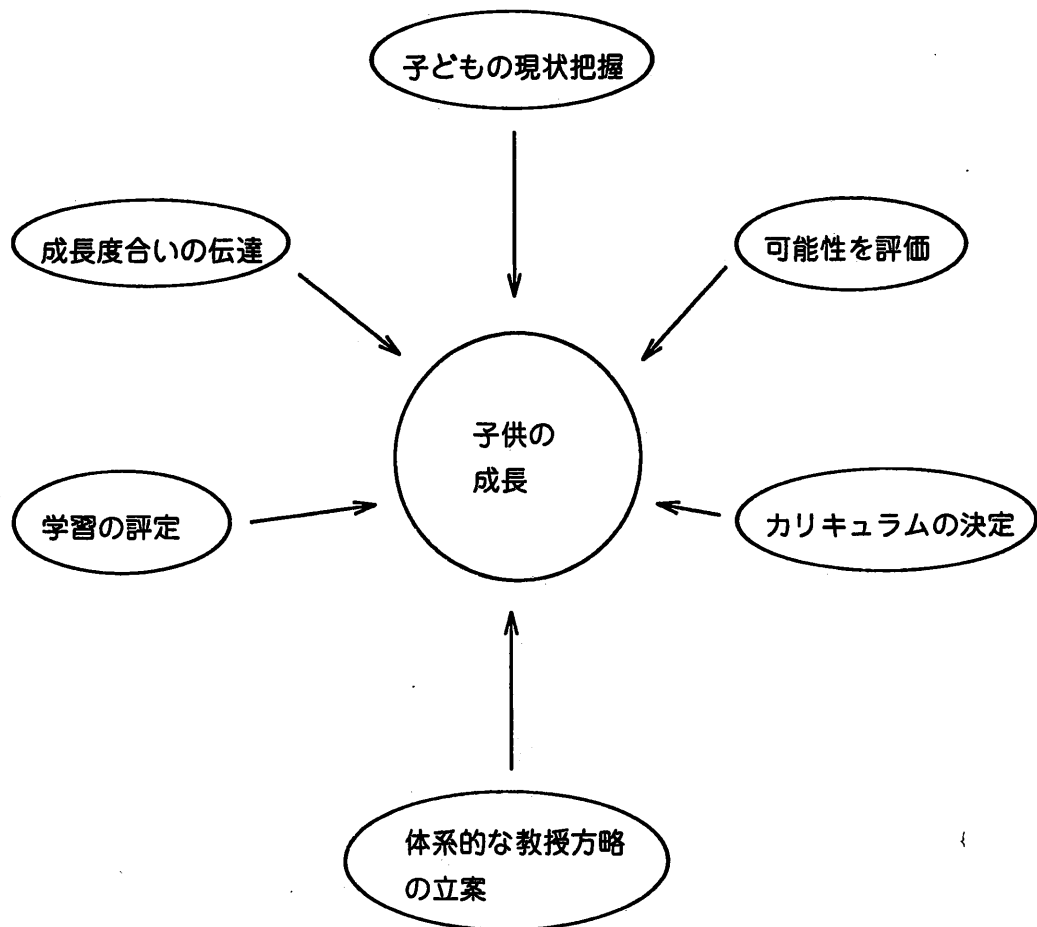 子どもの現状把握
成長度合いの伝達
可能性を評価
子供の
成長
学習の評定
カリキュラムの決定
体系的な教授方略
の立案